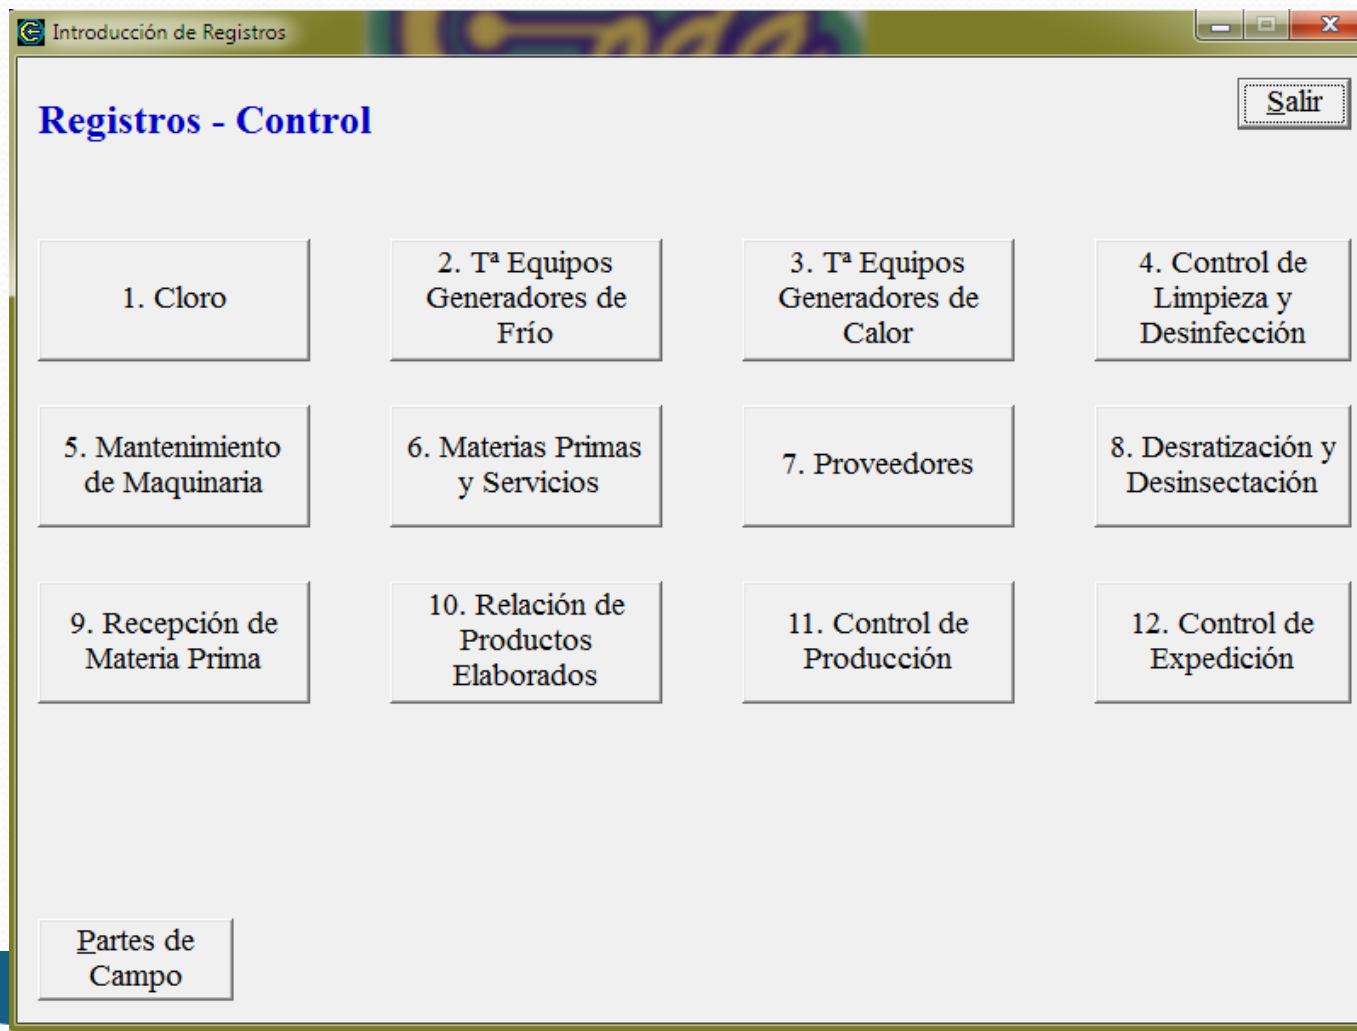 Introducción de Registros
Registros - Control
Salir
1. Cloro
2. Tª Equipos
Generadores de
Frío
3. Tª Equipos
Generadores de
Calor
4. Control de
Limpieza y
Desinfección
5. Mantenimiento
de Maquinaria
6. Materias Primas
y Servicios
7. Proveedores
8. Desratización y
Desinsectación
9. Recepción de
Materia Prima
10. Relación de
Productos
Elaborados
11. Control de
Producción
12. Control de
Expedición
Partes de
Campo